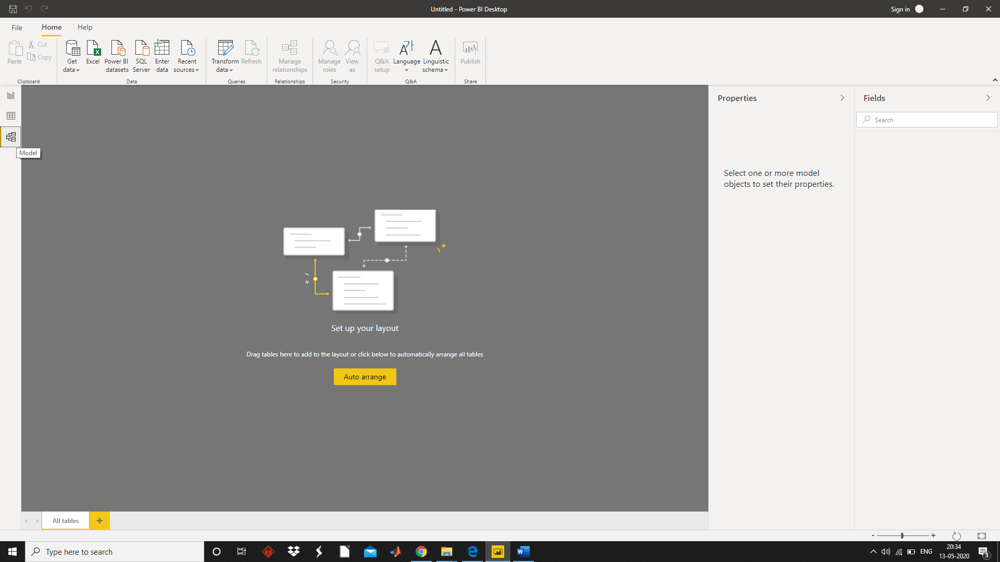 Untitled - Power BI Desktop
Sign in
File
Home
Help
Paste
Cut
Copy
Clipboard
Get
data
Excel
Power BI
datasets
SQL
Server
Enter
data
Recent
sources
Data
Transform
data
Refresh
Queries
Manage
relationships
Relationships
Manage
roles
View
as
Security
Q&A
setup
Language
Linguistic
schema
Q&A
Publish
Share
Model
Set up your layout
Drag tables here to add to the layout or click below to automatically arrange all tables
Auto arrange
Properties
Select one or more model
objects to set their properties.
Fields
Search
All tables
Type here to search
ENG
20:34
13-05-2020
3